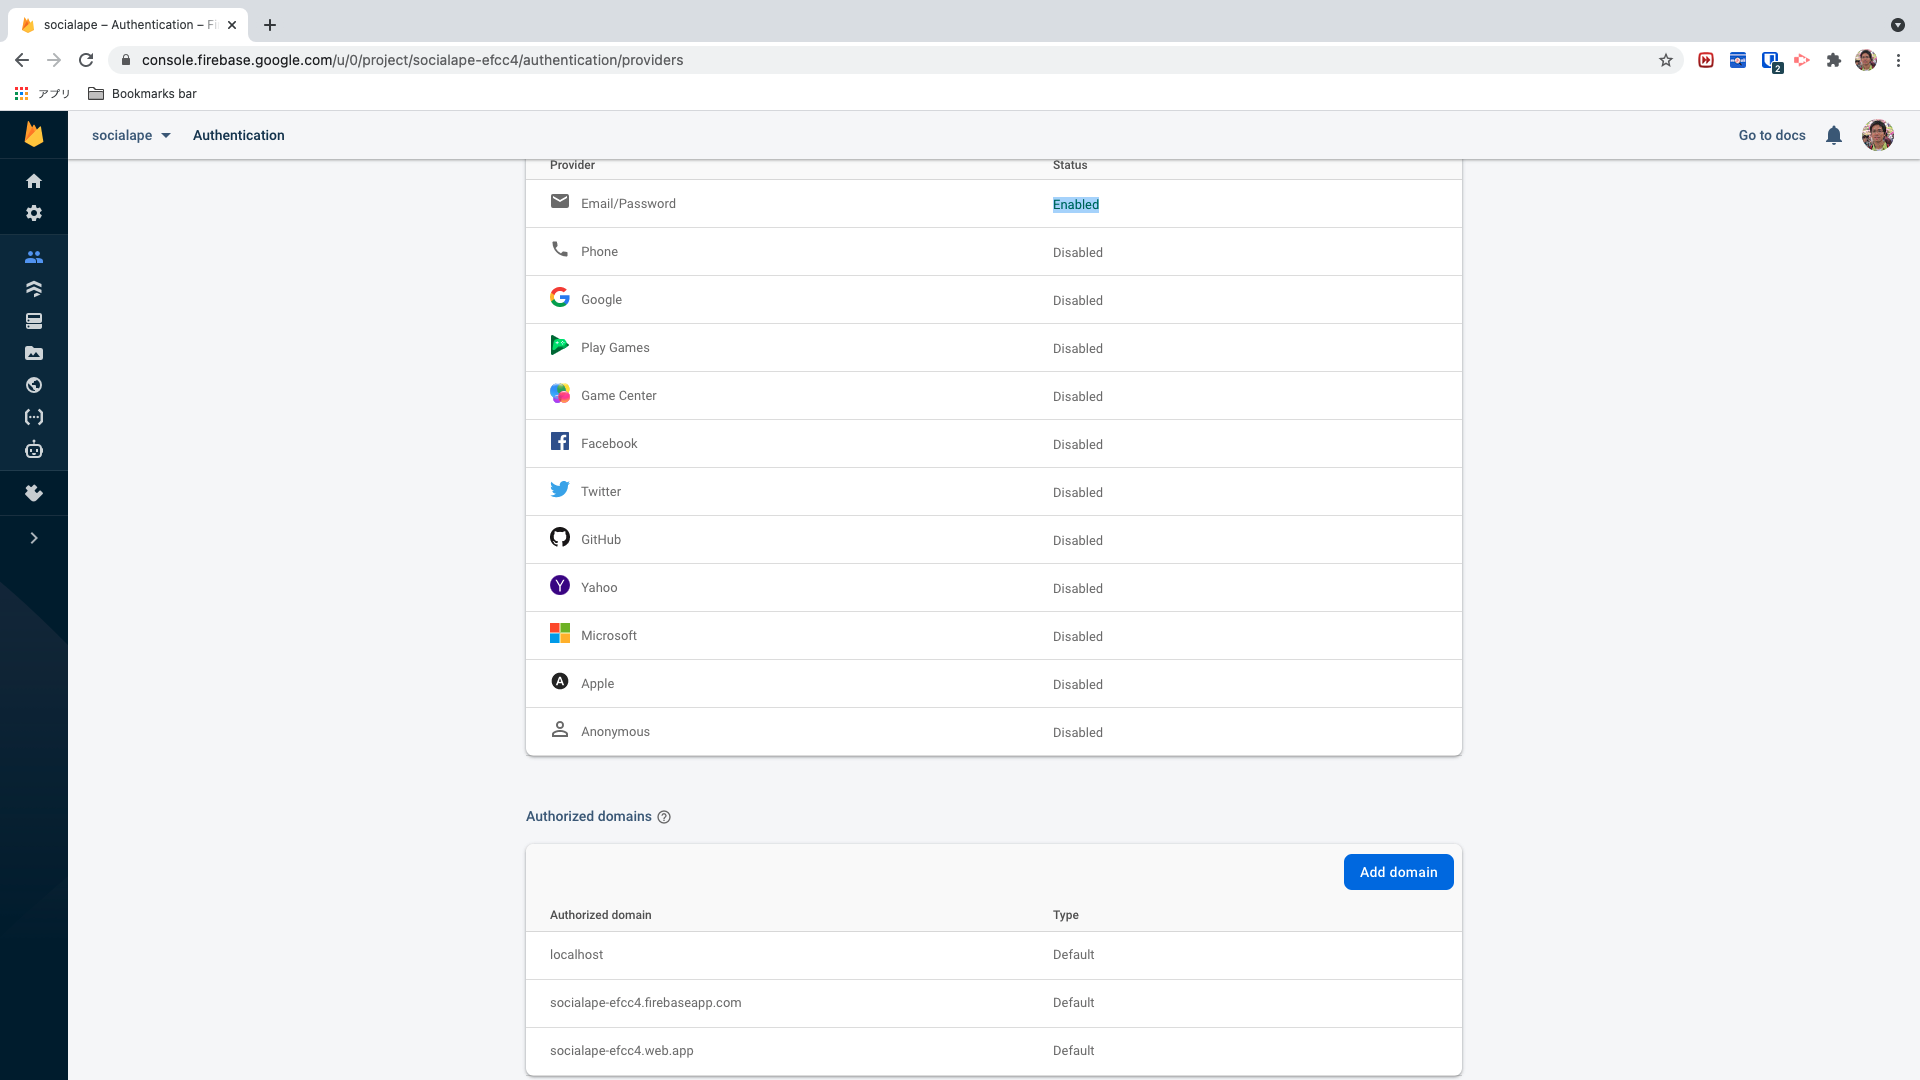 socialape – Authentication – Fi
console.firebase.google.com/u/0/project/socialape-efcc4/authentication/providers
2
アプリ Bookmarks bar
socialape Authentication Go to docs
Provider Status
Email/Password Enabled
Phone Disabled
Google Disabled
Play Games Disabled
Game Center Disabled
Facebook Disabled
Twitter Disabled
GitHub Disabled
Yahoo Disabled
Microsoft Disabled
Apple Disabled
Anonymous Disabled
Authorized domains
Add domain
Authorized domain Type
localhost Default
socialape-efcc4.firebaseapp.com Default
socialape-efcc4.web.app Default